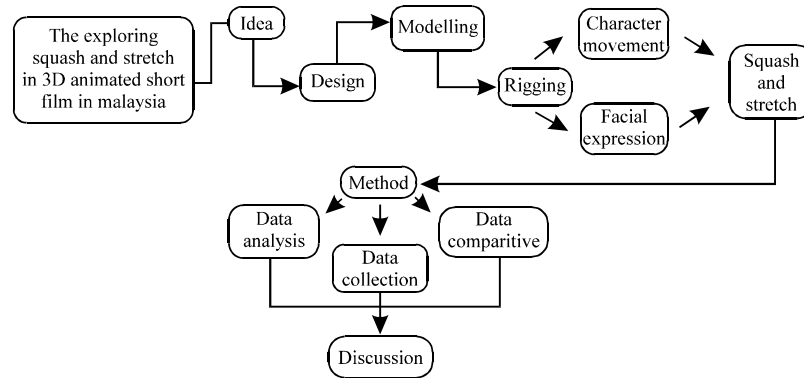 The exploring
squash and stretch
in 3D animated short
film in malaysia
Idea
Design
Modelling
Rigging
Character
movement
Facial
expression
Squash
and
stretch
Method
Data
analysis
Data
collection
Data
comparitive
Discussion